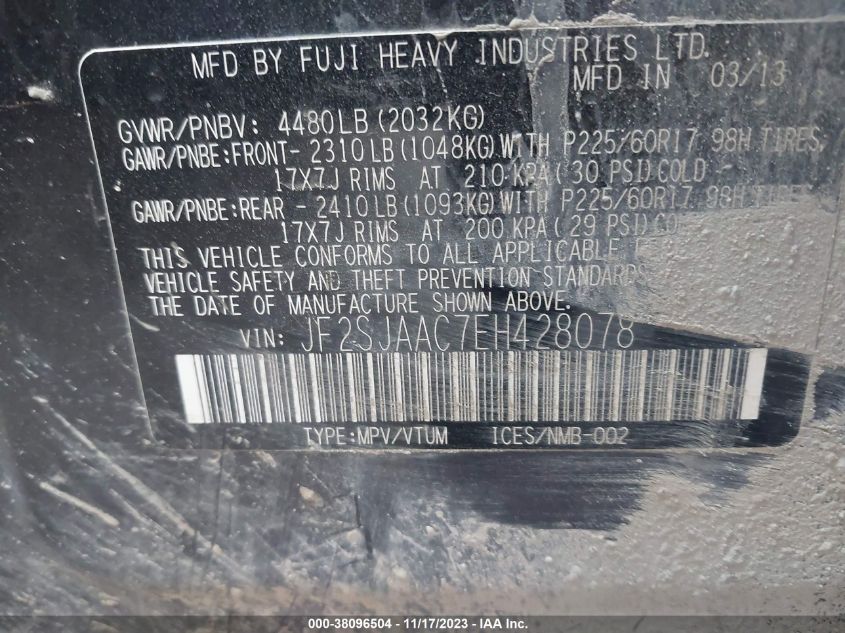 MFD BY FUJI HEAVY INDUSTRIES LTD.
MFD IN 03/13
GVWR/PNBV: 4480LB(2032KG)
GAWR/PNBE:FRONT- 2310LB(1048KG)WITH P225/60R17 98H TIRES,
17X7J RIMS AT 210 KPA(30 PSI)COLD
GAWR/PNBE:REAR - 2410LB(1093KG)WITH P225/60R17 98H TIRES
17X7J RIMS AT 200 KPA(29 PSI)
THIS VEHICLE CONFORMS TO ALL APPLICABLE
VEHICLE SAFETY AND THEFT PREVENTION STANDARDS
THE DATE OF MANUFACTURE SHOWN ABOVE.
VIN: JF2SJAAC7EH428078
TYPE:MPV/VTUM ICES/NMB-002
000-38096504 — 11/17/2023 — IAA Inc.